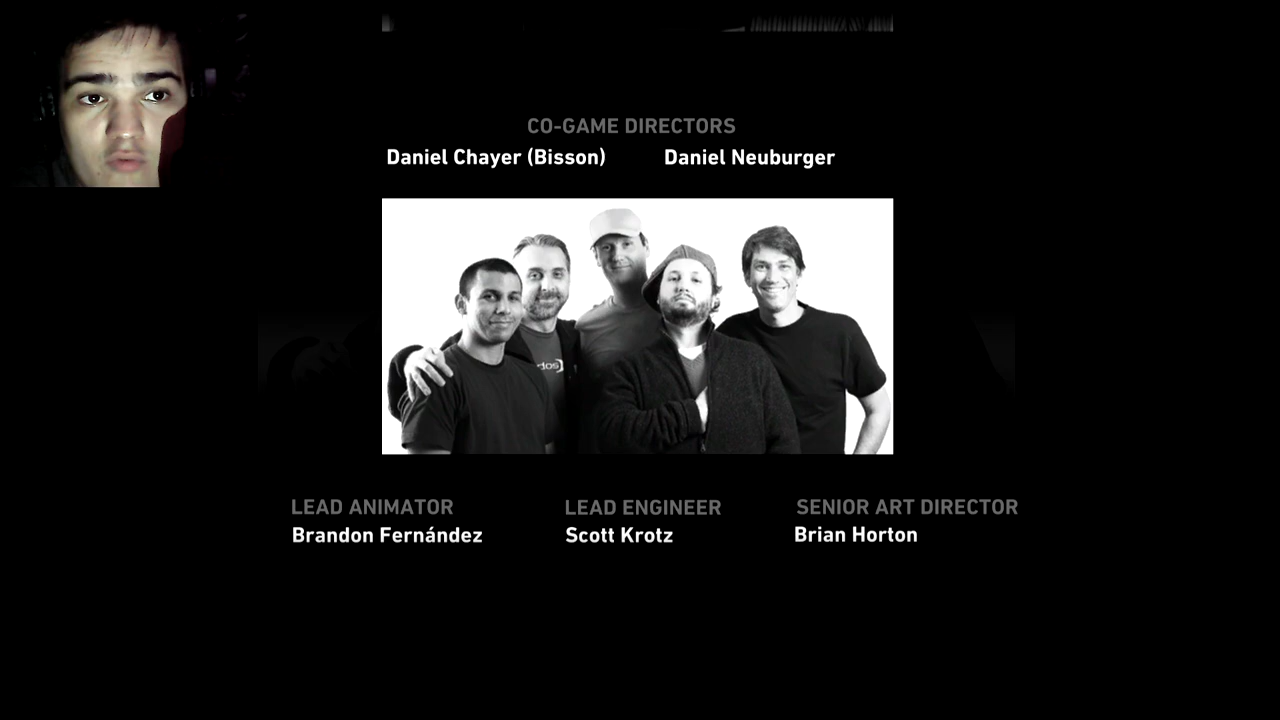 CO-GAME DIRECTORS
Daniel Chayer (Bisson) Daniel Neuburger
dos
LEAD ANIMATOR LEAD ENGINEER SENIOR ART DIRECTOR
Brandon Fernández Scott Krotz Brian Horton